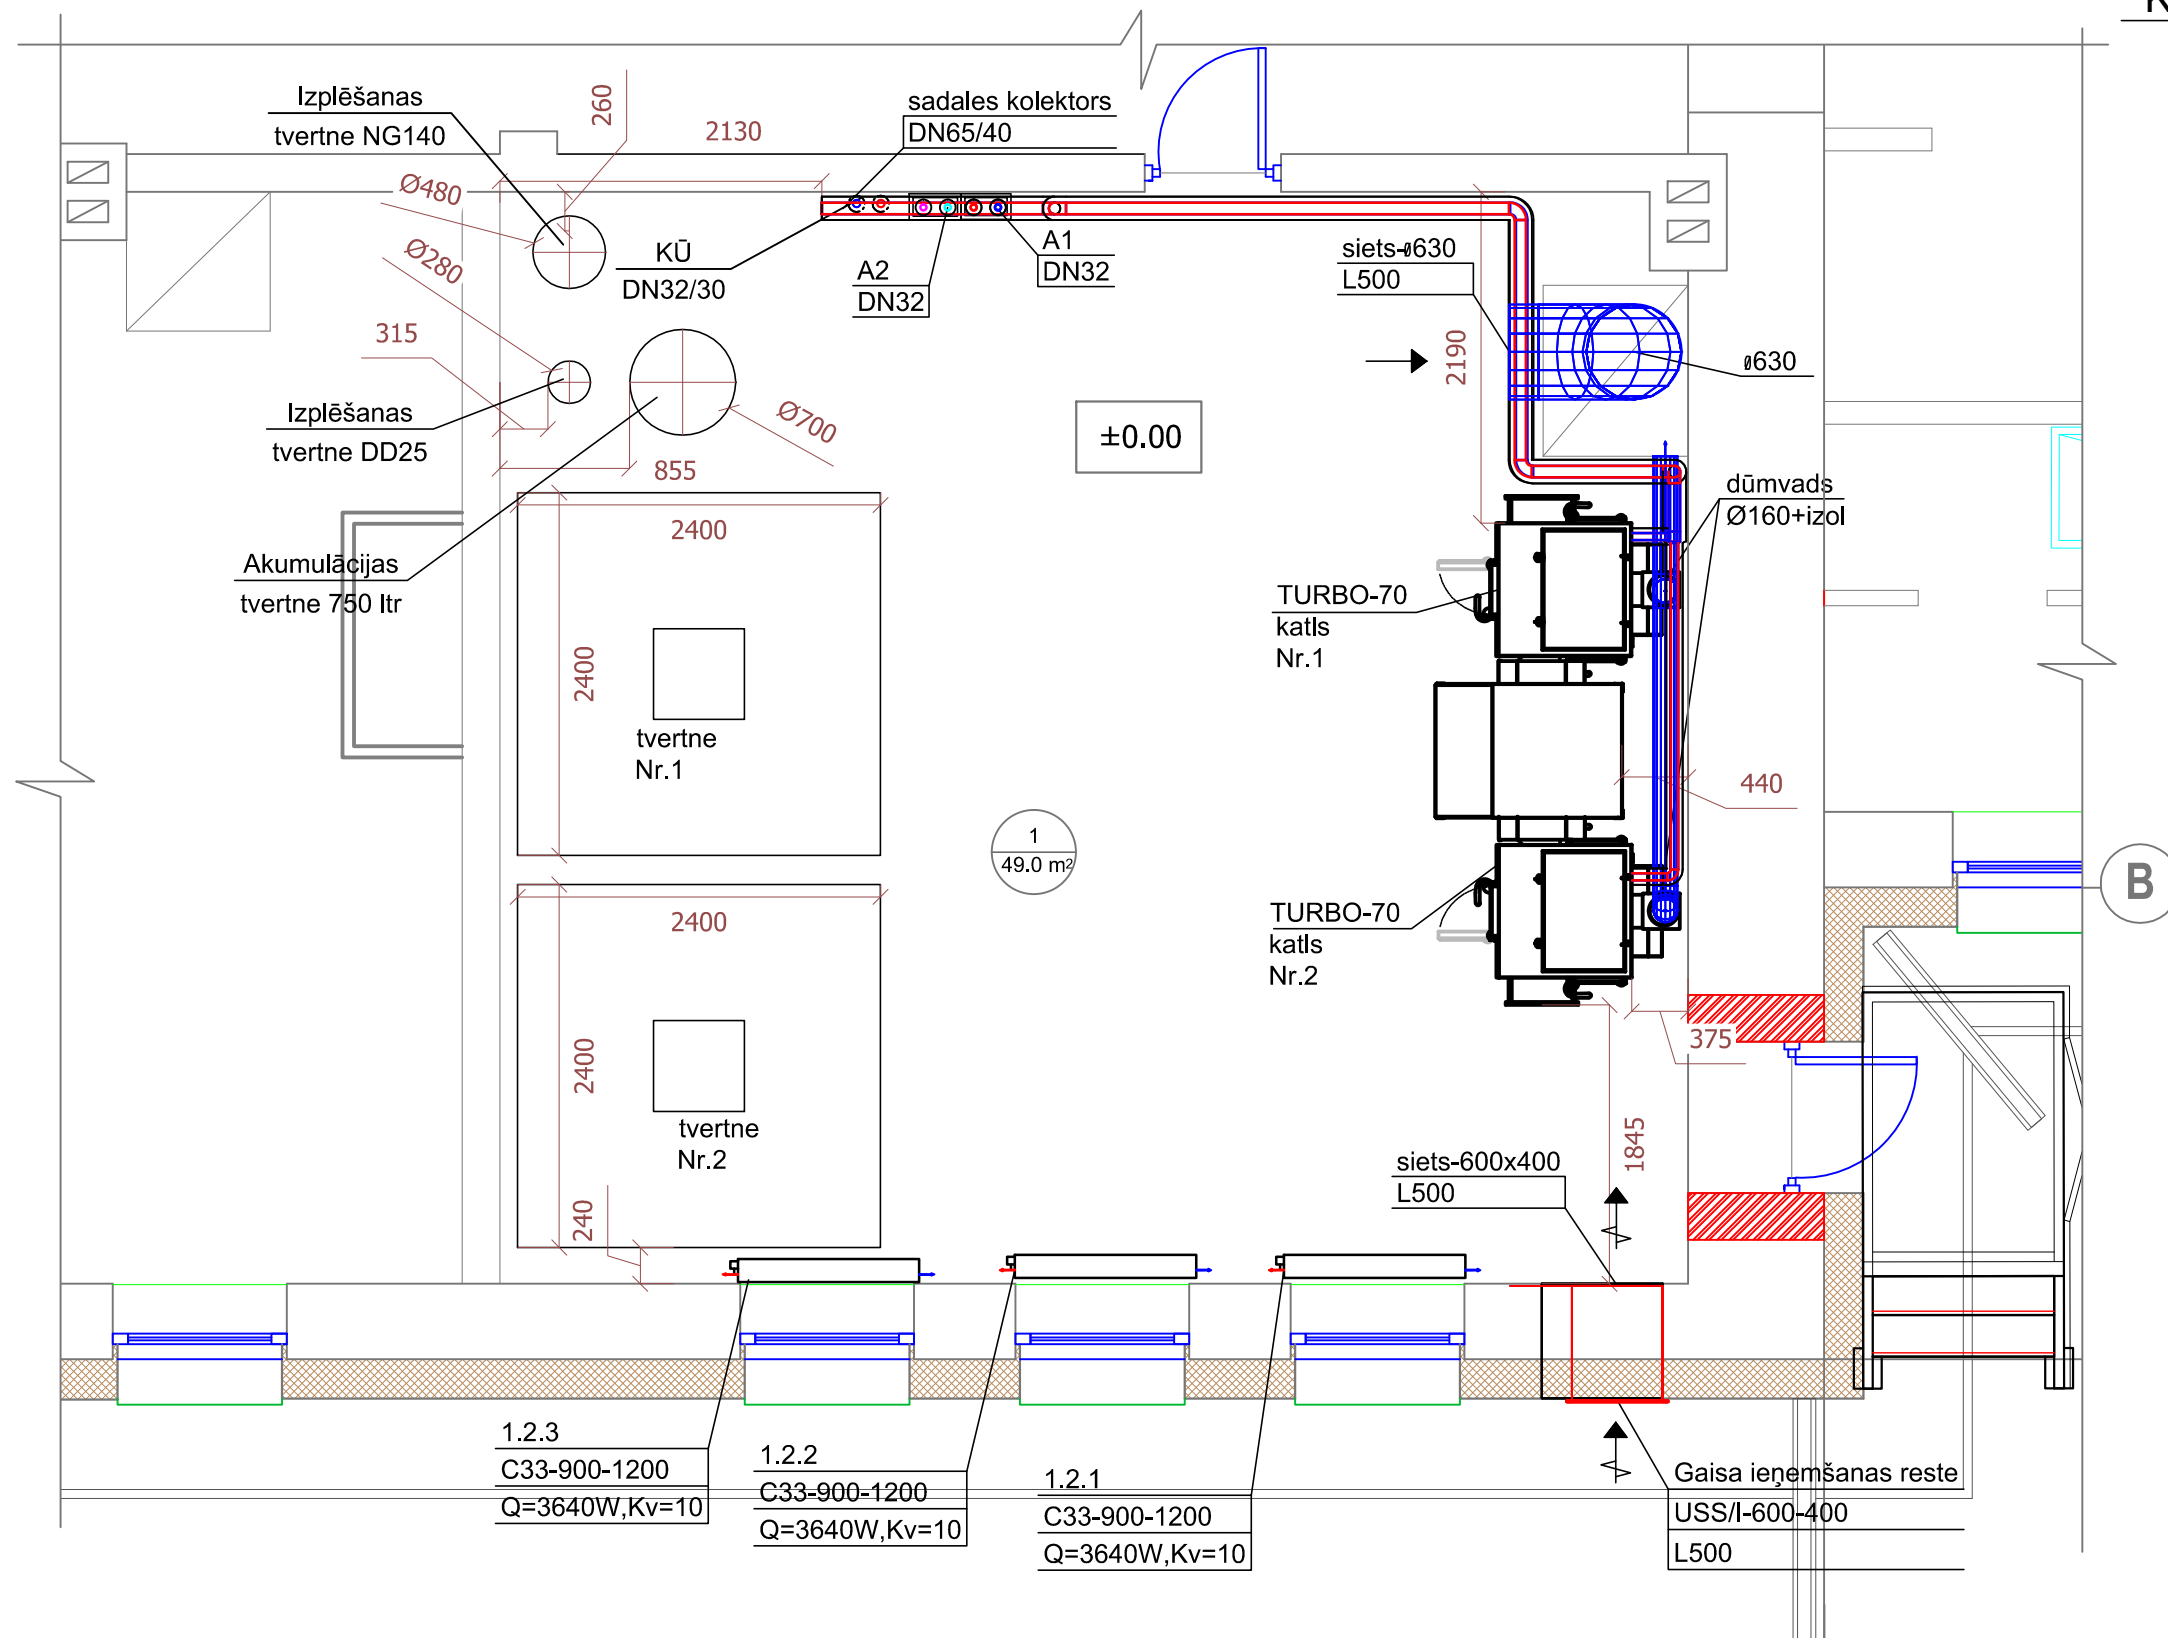 Izplēšanas
tvertne NG140
260
2130
sadales kolektors
DN65/40
Ø480
Ø280
KŪ
DN32/30
A2
DN32
A1
DN32
siets-ø630
L500
2190
ø630
315
Izplēšanas
tvertne DD25
Ø700
855
±0.00
Akumulācijas
tvertne 750 ltr
2400
2400
tvertne
Nr.1
dūmvads
Ø160+izol
TURBO-70
katls
Nr.1
440
1
49.0 m²
B
2400
2400
tvertne
Nr.2
240
TURBO-70
katls
Nr.2
375
1845
siets-600x400
L500
1.2.3
C33-900-1200
Q=3640W,Kv=10
1.2.2
C33-900-1200
Q=3640W,Kv=10
1.2.1
C33-900-1200
Q=3640W,Kv=10
Gaisa ieņemšanas reste
USS/I-600-400
L500